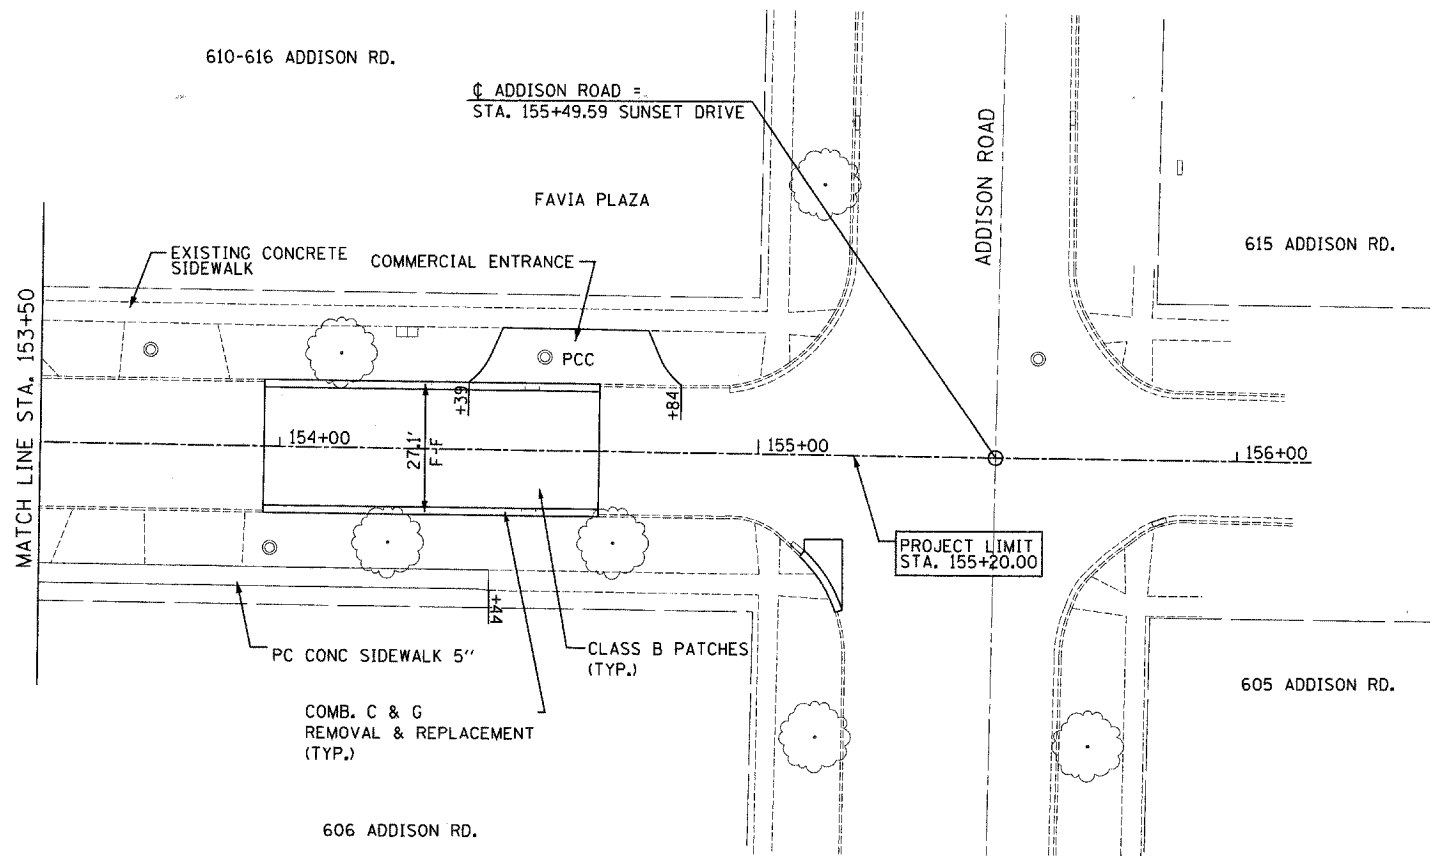 610-616 ADDISON RD.
℄ ADDISON ROAD =
STA. 155+49.59 SUNSET DRIVE
ADDISON ROAD
FAVIA PLAZA
615 ADDISON RD.
EXISTING CONCRETE
SIDEWALK
COMMERCIAL ENTRANCE
MATCH LINE STA. 153+50
PCC
+39
+84
154+00
27.1'
F-F
155+00
156+00
PROJECT LIMIT
STA. 155+20.00
+44
PC CONC SIDEWALK 5''
CLASS B PATCHES
(TYP.)
605 ADDISON RD.
COMB. C & G
REMOVAL & REPLACEMENT
(TYP.)
606 ADDISON RD.